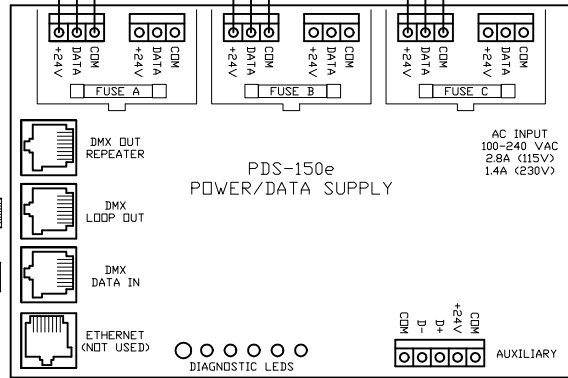 +24V DATA COM +24V DATA COM +24V DATA COM +24V DATA COM +24V DATA COM +24V DATA COM
FUSE A FUSE B FUSE C
DMX OUT
REPEATER
AC INPUT
100-240 VAC
2.8A (115V)
1.4A (230V)
PDS-150e
POWER/DATA SUPPLY
DMX
LOOP OUT
DMX
DATA IN
ETHERNET
(NOT USED)
DIAGNOSTIC LEDS
COM D- D+ +24V COM
AUXILIARY